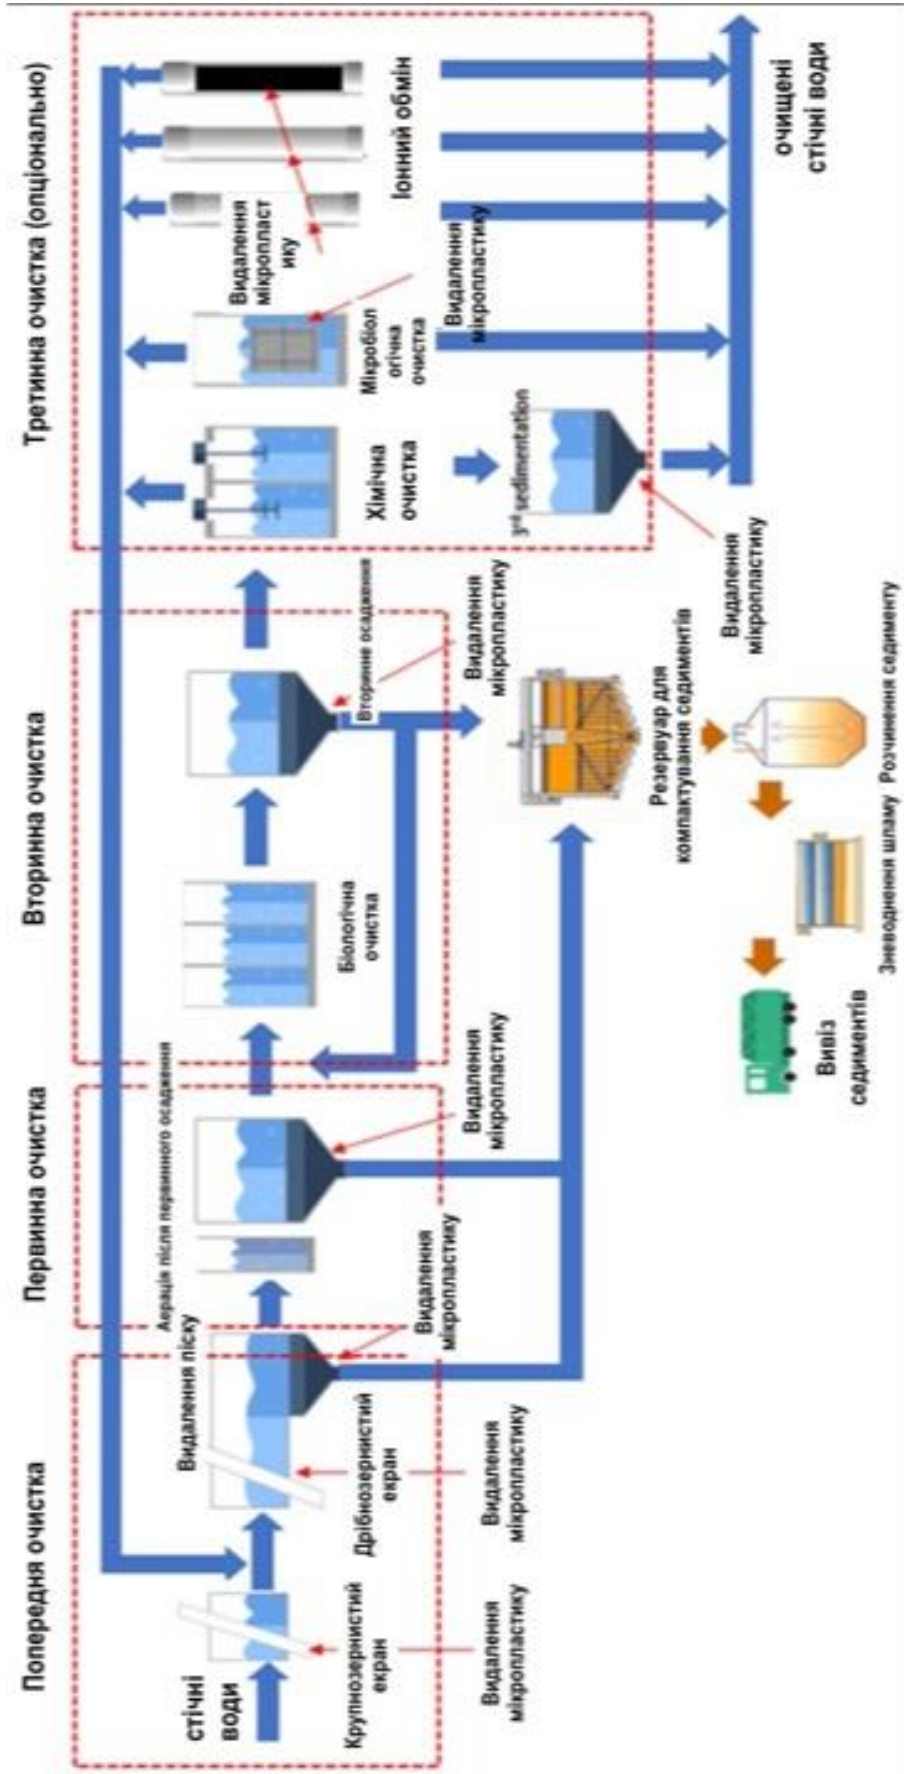 Попередня очистка
Первинна очистка
Вторинна очистка
Третинна очистка (опціонально)
стічні
води
Крупнозернистий
екран
Видалення
мікропластику
Видалення піску
Дрібнозернистий
екран
Видалення
мікропластику
Видалення
мікропластику
Аерація після первинного осадження
Видалення
мікропластику
Біологічна
очистка
Вторинне осадження
Видалення
мікропластику
Хімічна
очистка
3rd sedimentation
Видалення
мікропластику
Мікробіол
огічна
очистка
Видалення
мікропластику
Видалення
мікропласт
ику
Іонний обмін
очищені
стічні води
Резервуар для
компактування седиментів
Розчинення седименту
Зневоднення шламу
Вивіз
седиментів